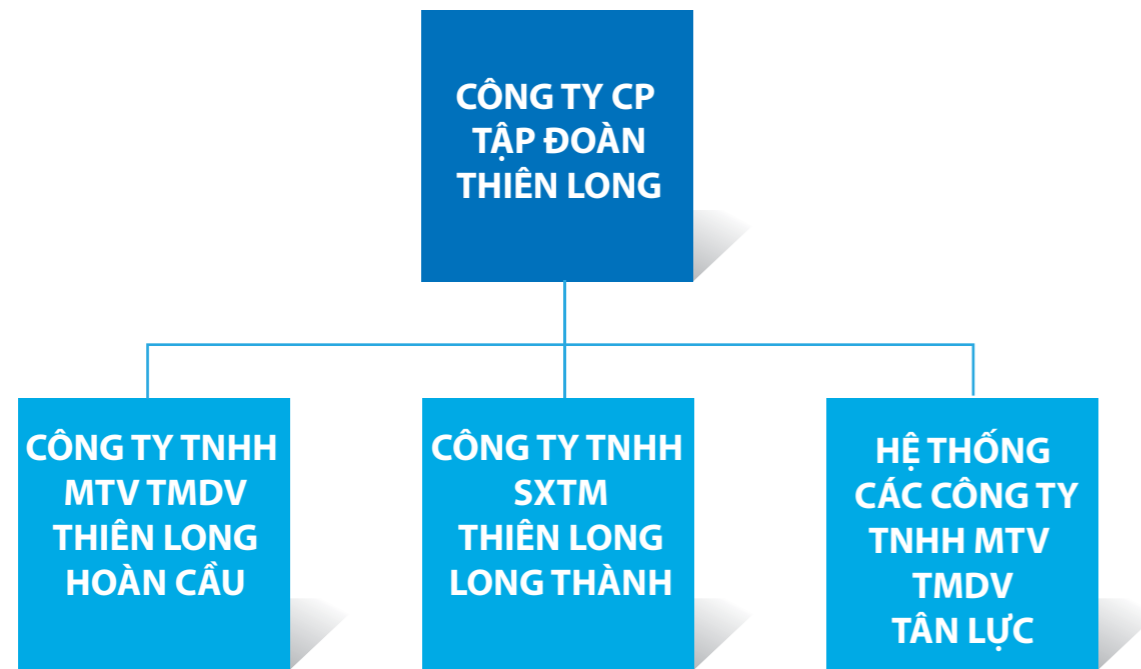 CÔNG TY CP
TẬP ĐOÀN
THIÊN LONG
CÔNG TY TNHH
MTV TMDV
THIÊN LONG
HOÀN CẦU
CÔNG TY TNHH
SXTM
THIÊN LONG
LONG THÀNH
HỆ THỐNG
CÁC CÔNG TY
TNHH MTV
TMDV
TÂN LỰC